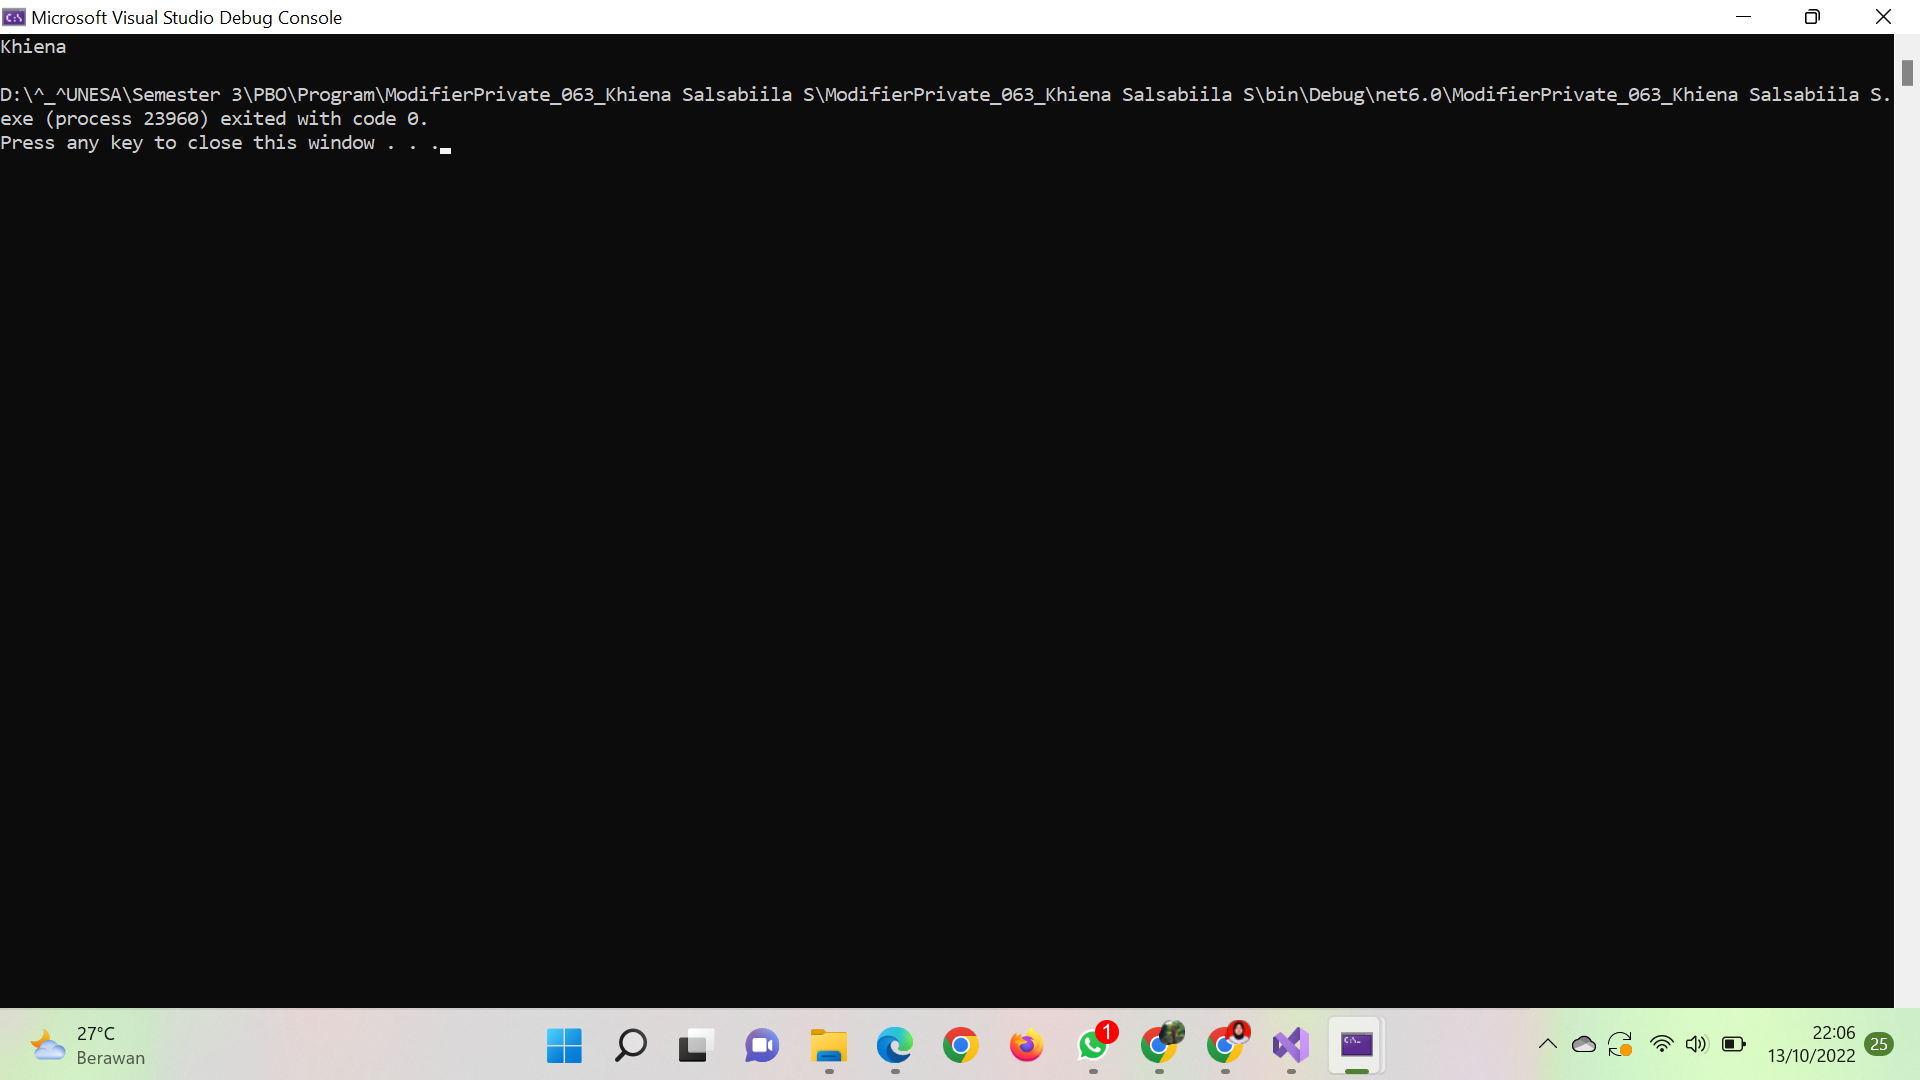 Microsoft Visual Studio Debug Console
Khiena
D:\^_^UNESA\Semester 3\PBO\Program\ModifierPrivate_063_Khiena Salsabiila S\ModifierPrivate_063_Khiena Salsabiila S\bin\Debug\net6.0\ModifierPrivate_063_Khiena Salsabiila S.
exe (process 23960) exited with code 0.
Press any key to close this window . . .
27°C
Berawan
1
22:06
13/10/2022
25